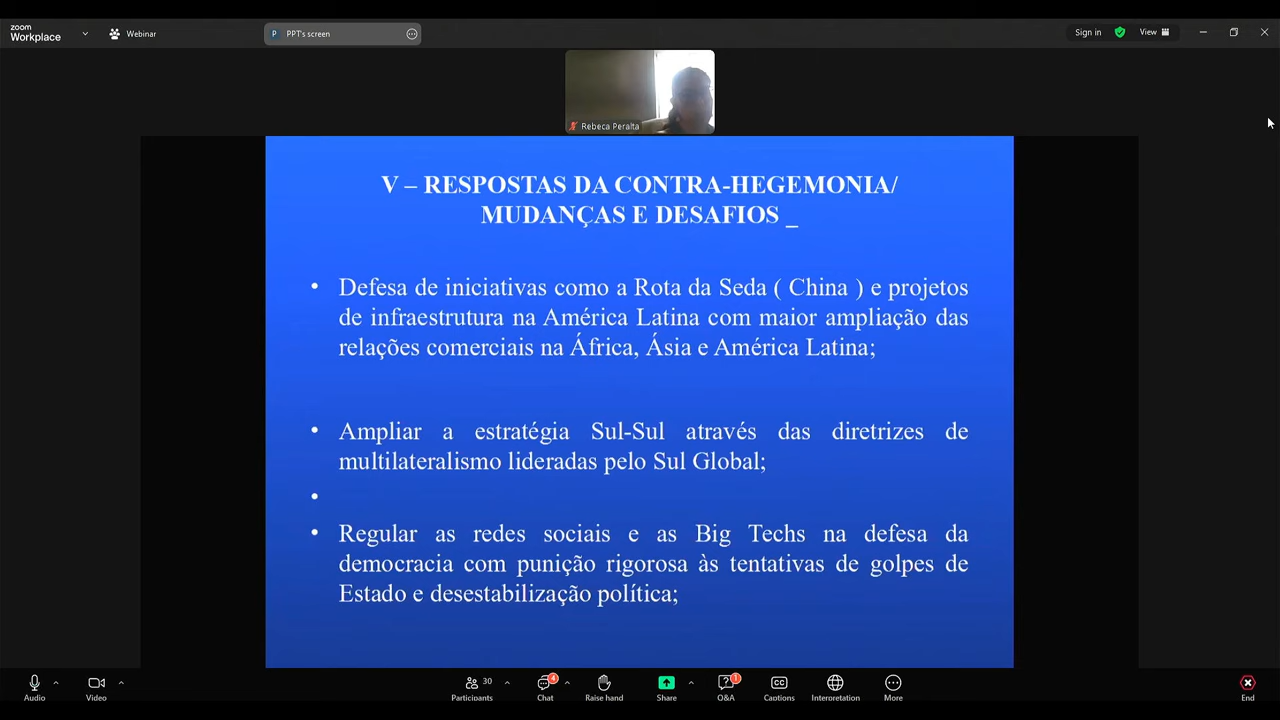 zoom
Workplace
Webinar
P PPT's screen
Sign in
View
Rebeca Peralta
V – RESPOSTAS DA CONTRA-HEGEMONIA/
MUDANÇAS E DESAFIOS _
• Defesa de iniciativas como a Rota da Seda ( China ) e projetos
de infraestrutura na América Latina com maior ampliação das
relações comerciais na África, Ásia e América Latina;
• Ampliar a estratégia Sul-Sul através das diretrizes de
multilateralismo lideradas pelo Sul Global;
•
• Regular as redes sociais e as Big Techs na defesa da
democracia com punição rigorosa às tentativas de golpes de
Estado e desestabilização política;
30
4
1
Audio
Video
Participants
Chat
Raise hand
Share
Q&A
Captions
Interpretation
More
End